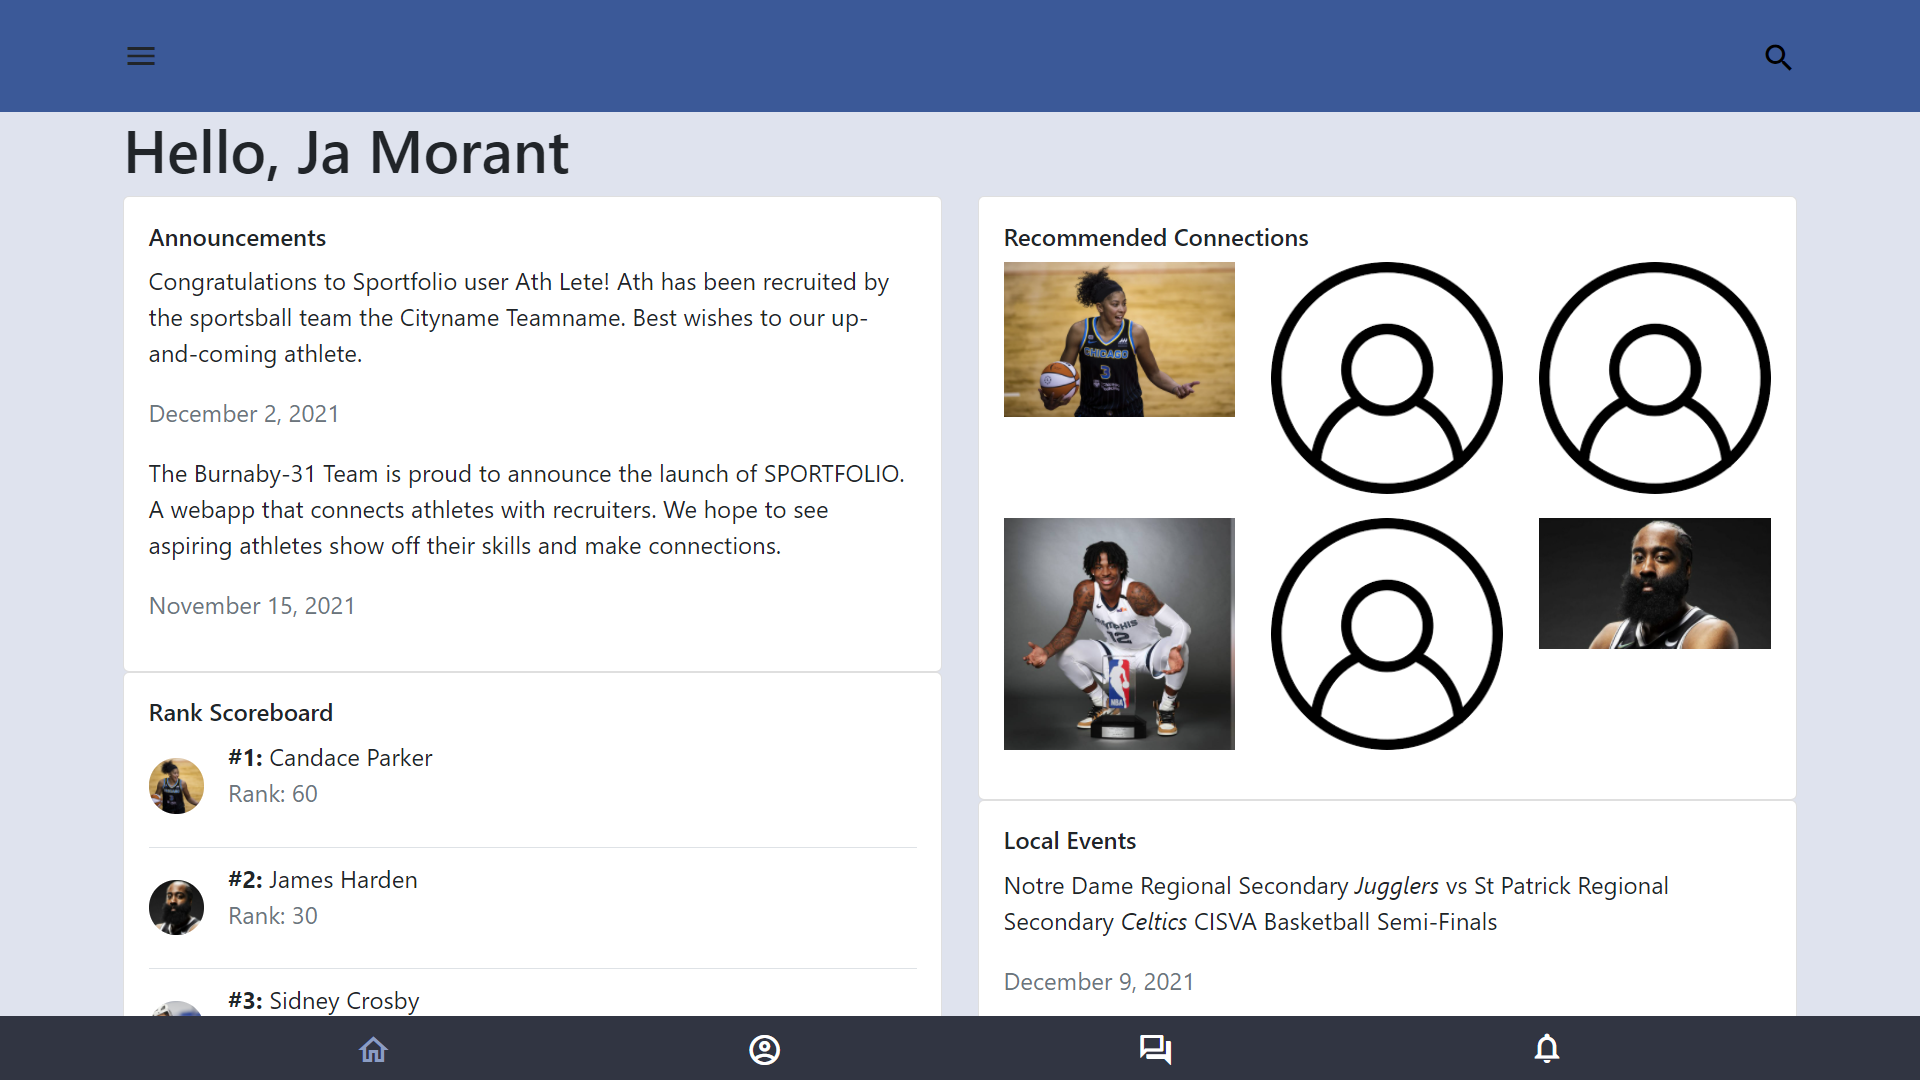 Hello, Ja Morant
Announcements
Congratulations to Sportfolio user Ath Lete! Ath has been recruited by
the sportsball team the Cityname Teamname. Best wishes to our up-
and-coming athlete.
December 2, 2021
The Burnaby-31 Team is proud to announce the launch of SPORTFOLIO.
A webapp that connects athletes with recruiters. We hope to see
aspiring athletes show off their skills and make connections.
November 15, 2021
Rank Scoreboard
#1: Candace Parker
Rank: 60
#2: James Harden
Rank: 30
#3: Sidney Crosby
Recommended Connections
CHICAGO
3
MEMPHIS
12
NBA
Local Events
Notre Dame Regional Secondary Jugglers vs St Patrick Regional
Secondary Celtics CISVA Basketball Semi-Finals
December 9, 2021